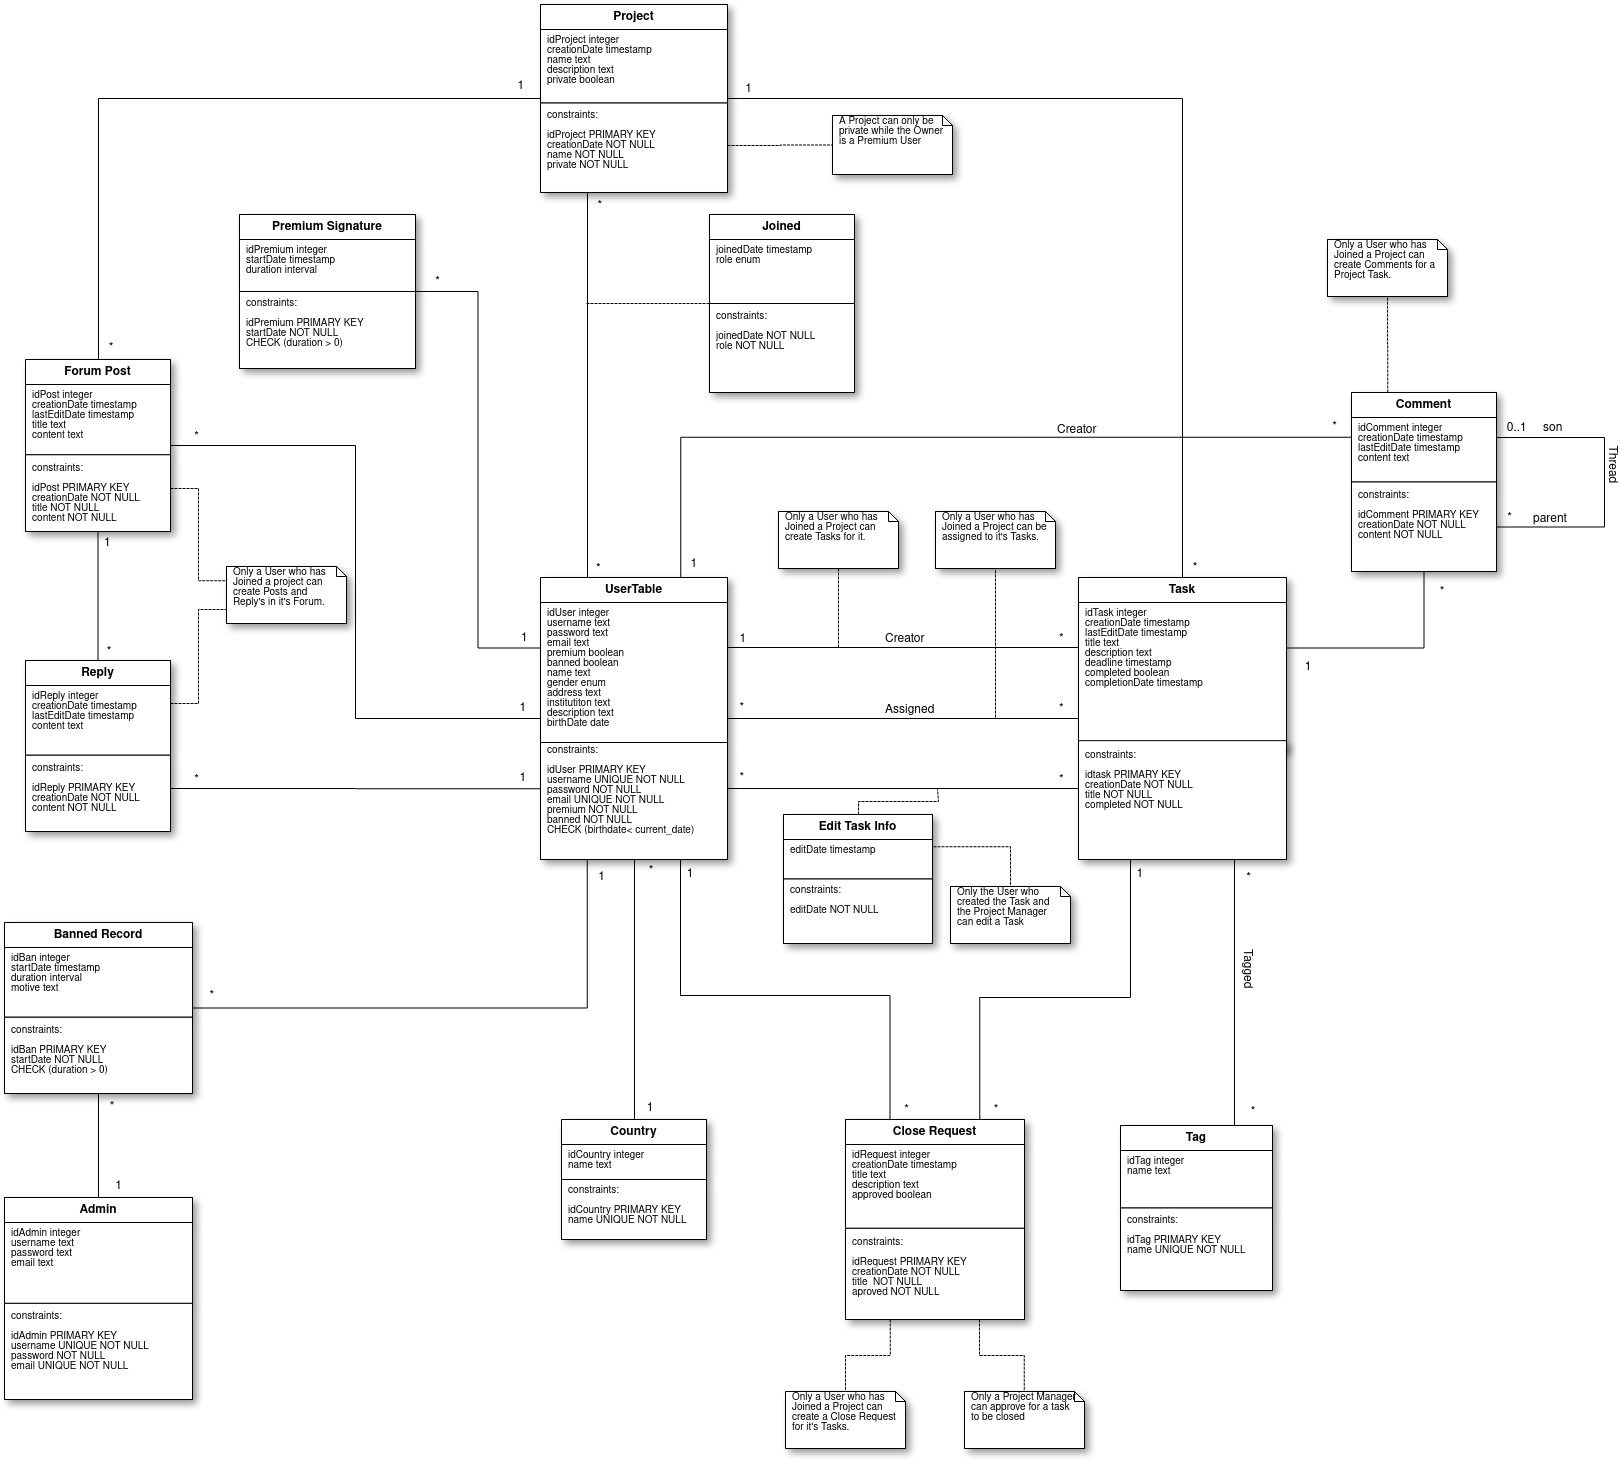 Project
idProject integer
creationDate timestamp
name text
description text
private boolean
constraints:
idProject PRIMARY KEY
creationDate NOT NULL
name NOT NULL
private NOT NULL
1
1
A Project can only be
private while the Owner
is a Premium User
*
Premium Signature
idPremium integer
startDate timestamp
duration interval
constraints:
idPremium PRIMARY KEY
startDate NOT NULL
CHECK (duration > 0)
*
Joined
joinedDate timestamp
role enum
constraints:
joinedDate NOT NULL
role NOT NULL
Only a User who has
Joined a Project can
create Comments for a
Project Task.
*
Forum Post
idPost integer
creationDate timestamp
lastEditDate timestamp
title text
content text
constraints:
idPost PRIMARY KEY
creationDate NOT NULL
title NOT NULL
content NOT NULL
*
1
Comment
idComment integer
creationDate timestamp
lastEditDate timestamp
content text
constraints:
idComment PRIMARY KEY
creationDate NOT NULL
content NOT NULL
Creator
*
0..1 son
Thread
* parent
*
Only a User who has
Joined a project can
create Posts and
Reply's in it's Forum.
Only a User who has
Joined a Project can
create Tasks for it.
Only a User who has
Joined a Project can be
assigned to it's Tasks.
*
1
*
UserTable
idUser integer
username text
password text
email text
premium boolean
banned boolean
name text
gender enum
address text
instituiton text
description text
birthDate date
constraints:
idUser PRIMARY KEY
username UNIQUE NOT NULL
password NOT NULL
email UNIQUE NOT NULL
premium NOT NULL
banned NOT NULL
CHECK (birthdate< current_date)
1
1
1
1 Creator *
* Assigned *
* *
Task
idTask integer
creationDate timestamp
lastEditDate timestamp
title text
description text
deadline timestamp
completed boolean
completionDate timestamp
constraints:
idtask PRIMARY KEY
creationDate NOT NULL
title NOT NULL
completed NOT NULL
1
*
Reply
idReply integer
creationDate timestamp
lastEditDate timestamp
content text
constraints:
idReply PRIMARY KEY
creationDate NOT NULL
content NOT NULL
*
Edit Task Info
editDate timestamp
constraints:
editDate NOT NULL
Only the User who
created the Task and
the Project Manager
can edit a Task
1
*
1
1
*
Banned Record
idBan integer
startDate timestamp
duration interval
motive text
constraints:
idBan PRIMARY KEY
startDate NOT NULL
CHECK (duration > 0)
*
Tagged
*
1
1
*
*
*
Admin
idAdmin integer
username text
password text
email text
constraints:
idAdmin PRIMARY KEY
username UNIQUE NOT NULL
password NOT NULL
email UNIQUE NOT NULL
Country
idCountry integer
name text
constraints:
idCountry PRIMARY KEY
name UNIQUE NOT NULL
Close Request
idRequest integer
creationDate timestamp
title text
description text
approved boolean
constraints:
idRequest PRIMARY KEY
creationDate NOT NULL
title  NOT NULL
aproved NOT NULL
Tag
idTag integer
name text
constraints:
idTag PRIMARY KEY
name UNIQUE NOT NULL
Only a User who has
Joined a Project can
create a Close Request
for it's Tasks.
Only a Project Manager
can approve for a task
to be closed